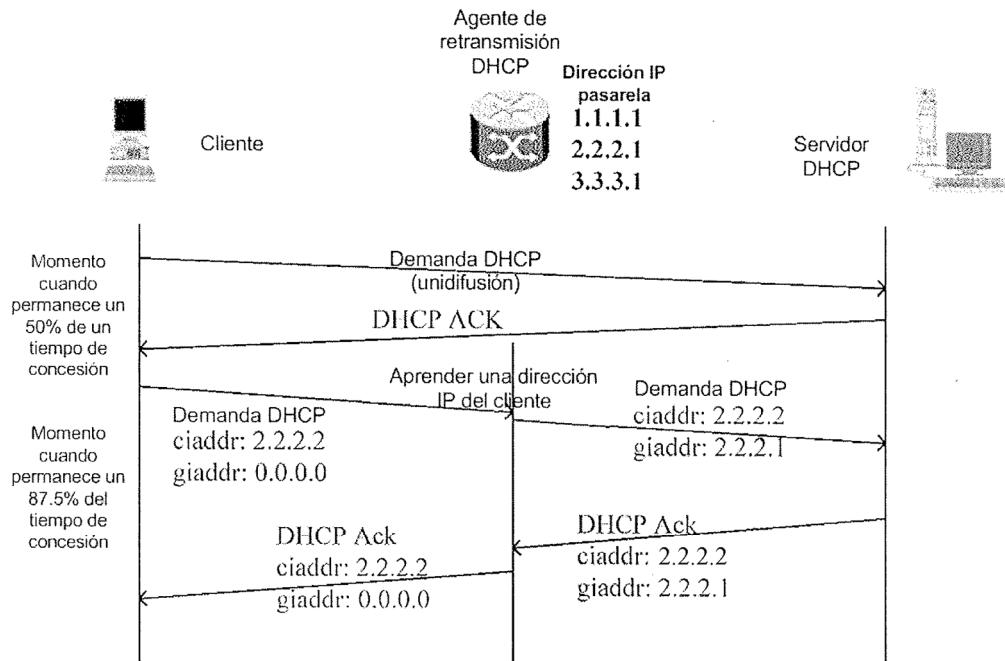 Agente de
retransmisión
DHCP
Dirección IP
pasarela
1.1.1.1
2.2.2.1
3.3.3.1
Cliente
Servidor
DHCP
Momento
cuando
permanece un
50% de un
tiempo de
concesión
Demanda DHCP
(unidifusión)
DHCP ACK
Aprender una dirección
IP del cliente
Demanda DHCP
ciaddr: 2.2.2.2
giaddr: 0.0.0.0
Demanda DHCP
ciaddr: 2.2.2.2
giaddr: 2.2.2.1
Momento
cuando
permanece un
87.5% del
tiempo de
concesión
DHCP Ack
ciaddr: 2.2.2.2
giaddr: 2.2.2.1
DHCP Ack
ciaddr: 2.2.2.2
giaddr: 0.0.0.0